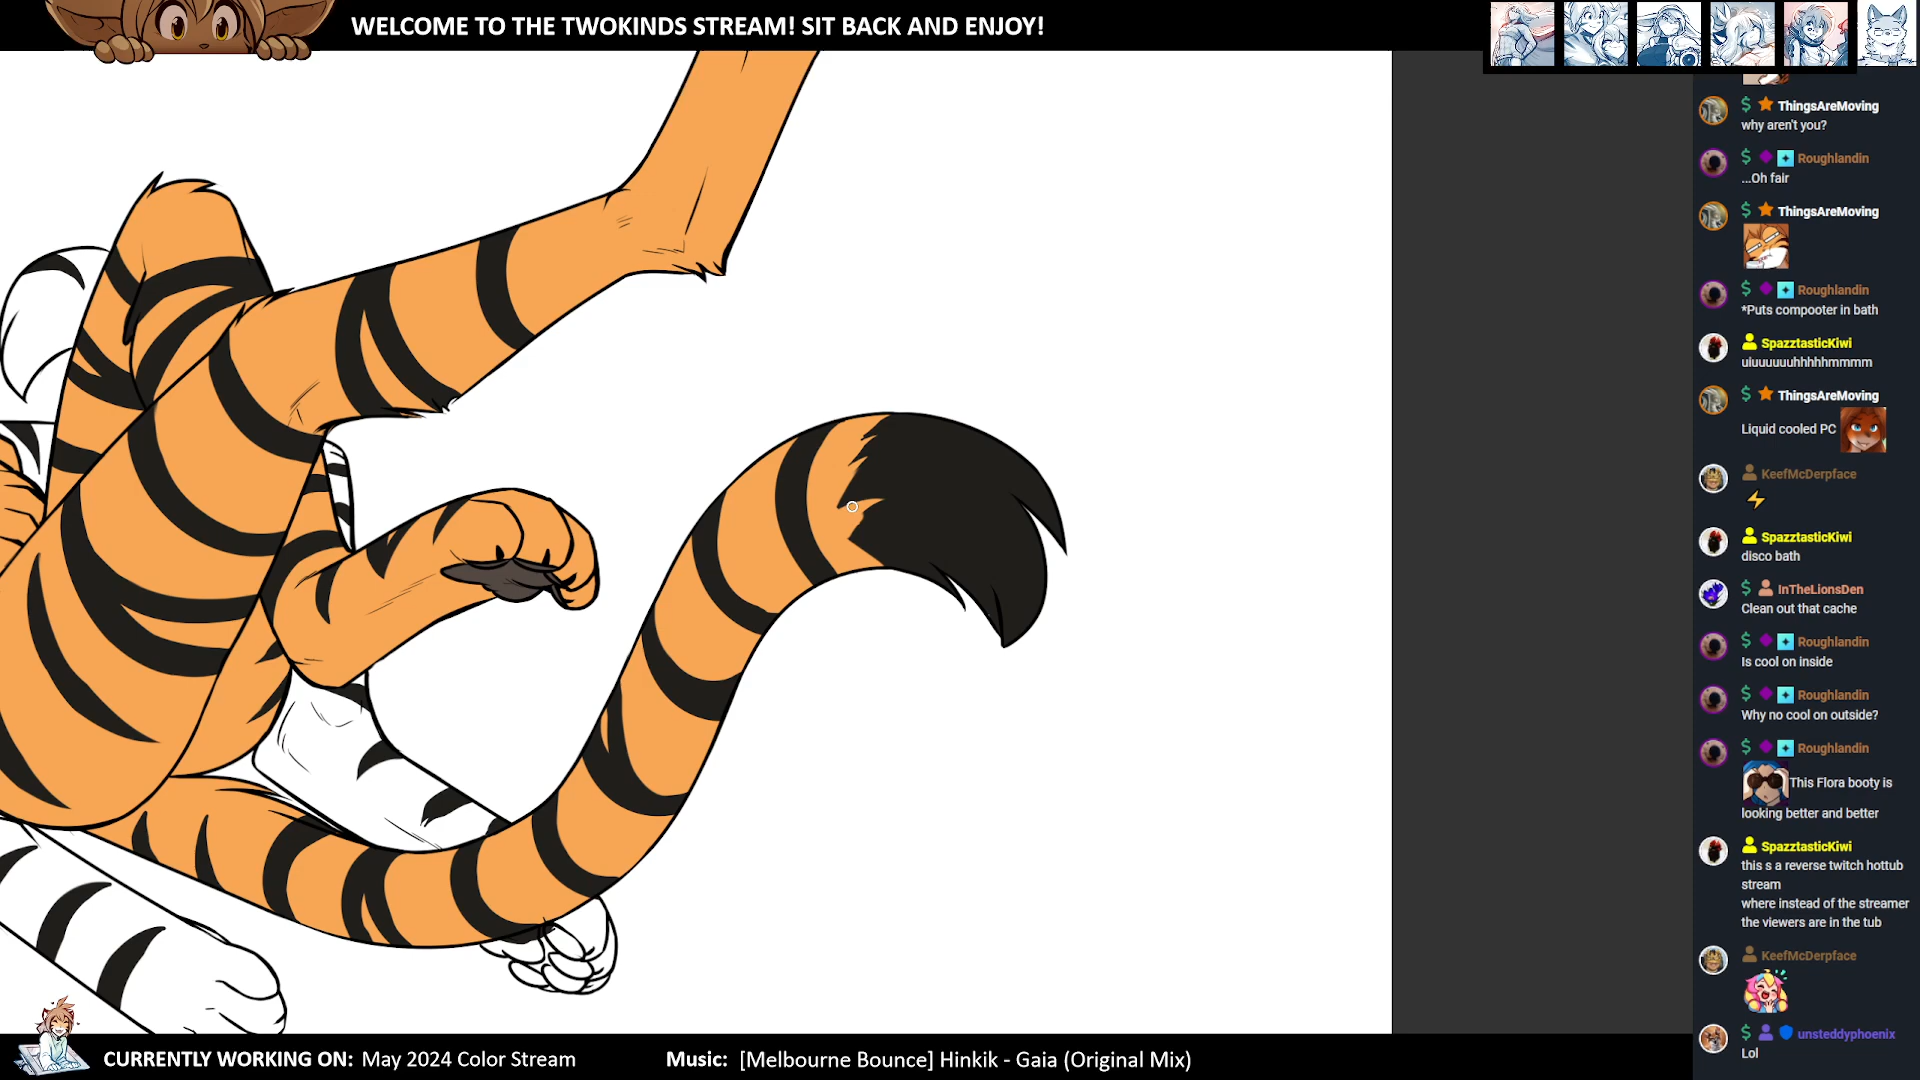 WELCOME TO THE TWOKINDS STREAM! SIT BACK AND ENJOY!
ThingsAreMoving
why aren't you?
Roughlandin
...Oh fair
ThingsAreMoving
Roughlandin
*Puts compooter in bath
SpazztasticKiwi
uiuuuuuuhhhhhmmmm
ThingsAreMoving
Liquid cooled PC
KeefMcDerpface
SpazztasticKiwi
disco bath
InTheLionsDen
Clean out that cache
Roughlandin
Is cool on inside
Roughlandin
Why no cool on outside?
Roughlandin
This Flora booty is
looking better and better
SpazztasticKiwi
this s a reverse twitch hottub
stream
where instead of the streamer
the viewers are in the tub
KeefMcDerpface
unsteddyphoenix
Lol
CURRENTLY WORKING ON: May 2024 Color Stream
Music: [Melbourne Bounce] Hinkik - Gaia (Original Mix)